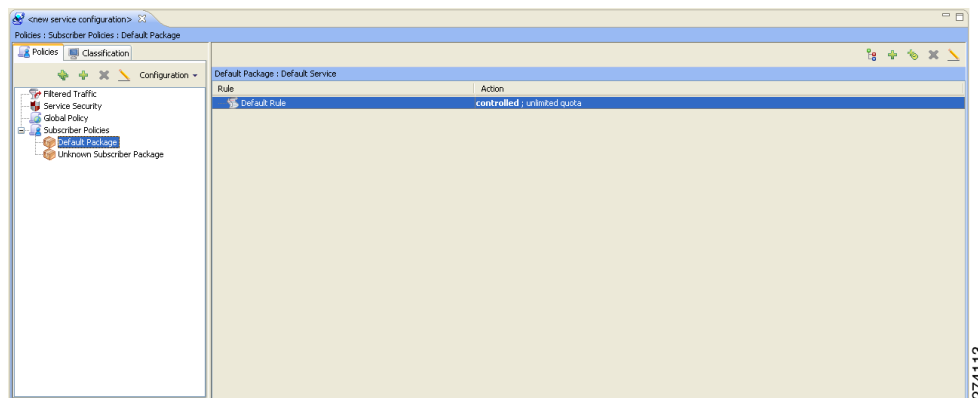 <new service configuration>
Policies : Subscriber Policies : Default Package
Policies
Classification
Configuration
Filtered Traffic
Service Security
Global Policy
Subscriber Policies
Default Package
Unknown Subscriber Package
Default Package : Default Service
Rule
Action
Default Rule
controlled ; unlimited quota
274112